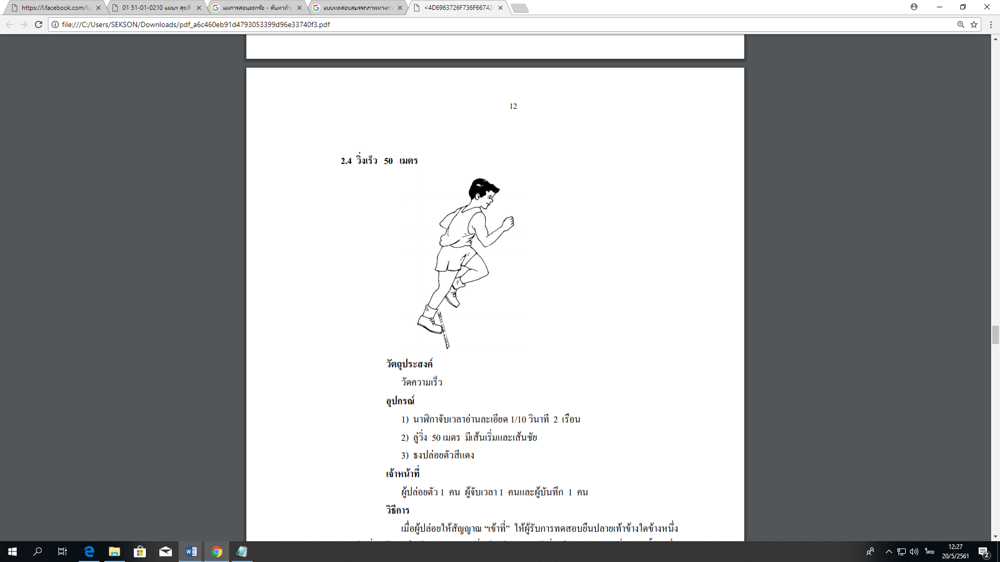 https://l.facebook.com/l.p
01 51-01-0210 แผนฯ สุขศึก
แผการสอนตะกร้อ - ค้นหาด้วย
แบบทดสอบสมรรถภาพทางกา
<4D6963726F736F66742
file:///C:/Users/SEKSON/Downloads/pdf_a6c460eb91d4793053399d96e33740f3.pdf
12
2.4 วิ่งเร็ว 50 เมตร
วัตถุประสงค์
วัดความเร็ว
อุปกรณ์
1) นาฬิกาจับเวลาอ่านละเอียด 1/10 วินาที 2 เรือน
2) ลู่วิ่ง 50 เมตร มีเส้นเริ่มและเส้นชัย
3) ธงปล่อยตัวสีแดง
เจ้าหน้าที่
ผู้ปล่อยตัว 1 คน ผู้จับเวลา 1 คนและผู้บันทึก 1 คน
วิธีการ
เมื่อผู้ปล่อยให้สัญญาณ “เข้าที่” ให้ผู้รับการทดสอบยืนปลายเท้าข้างใดข้างหนึ่ง
ไทย
12:27
20/5/2561
2